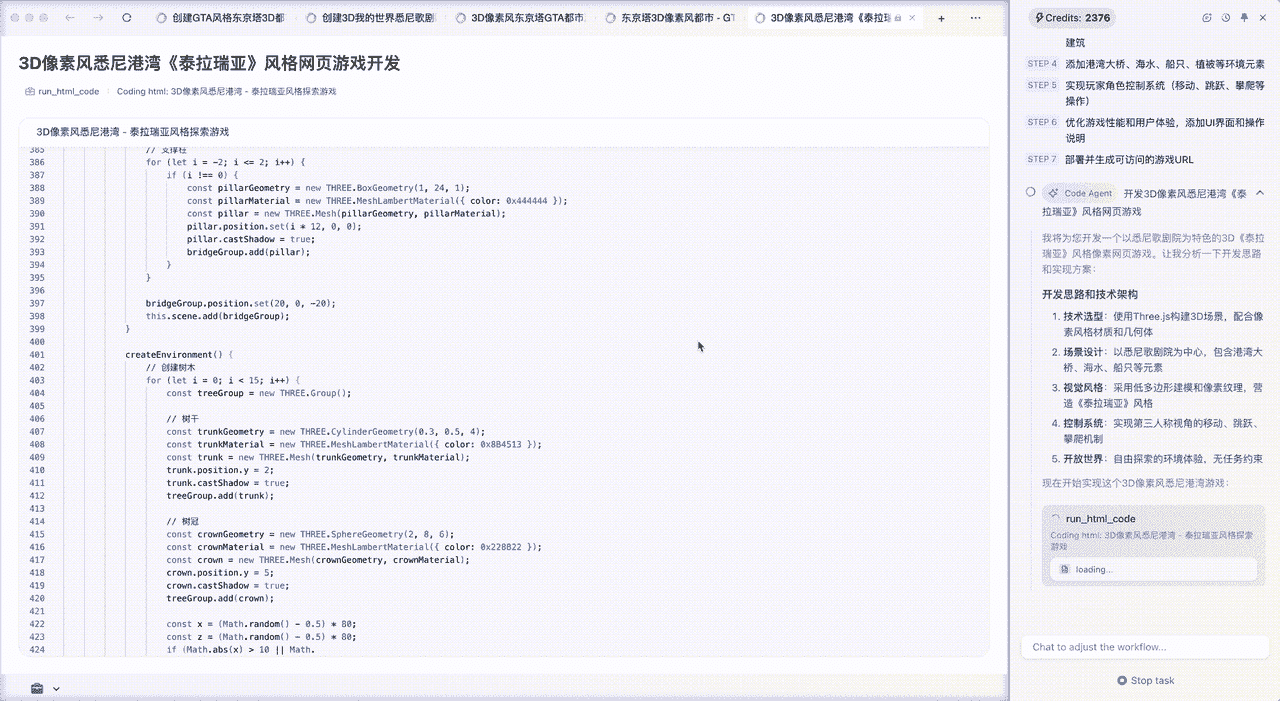 创建GTA风格东京塔3D都
创建3D我的世界悉尼歌剧
3D像素风东京塔GTA都市
东京塔3D像素风都市 - GT
3D像素风悉尼港湾《泰拉瑞
3D像素风悉尼港湾《泰拉瑞亚》风格网页游戏开发
run_html_code
Coding html: 3D像素风悉尼港湾 - 泰拉瑞亚风格探索游戏
3D像素风悉尼港湾 - 泰拉瑞亚风格探索游戏
385 // 支撑柱
386 for (let i = -2; i <= 2; i++) {
387 if (i !== 0) {
388 const pillarGeometry = new THREE.BoxGeometry(1, 24, 1);
389 const pillarMaterial = new THREE.MeshLambertMaterial({ color: 0x444444 });
390 const pillar = new THREE.Mesh(pillarGeometry, pillarMaterial);
391 pillar.position.set(i * 12, 0, 0);
392 pillar.castShadow = true;
393 bridgeGroup.add(pillar);
394 }
395 }
396
397 bridgeGroup.position.set(20, 0, -20);
398 this.scene.add(bridgeGroup);
399 }
400
401 createEnvironment() {
402 // 创建树木
403 for (let i = 0; i < 15; i++) {
404 const treeGroup = new THREE.Group();
405
406 // 树干
407 const trunkGeometry = new THREE.CylinderGeometry(0.3, 0.5, 4);
408 const trunkMaterial = new THREE.MeshLambertMaterial({ color: 0x8B4513 });
409 const trunk = new THREE.Mesh(trunkGeometry, trunkMaterial);
410 trunk.position.y = 2;
411 trunk.castShadow = true;
412 treeGroup.add(trunk);
413
414 // 树冠
415 const crownGeometry = new THREE.SphereGeometry(2, 8, 6);
416 const crownMaterial = new THREE.MeshLambertMaterial({ color: 0x228B22 });
417 const crown = new THREE.Mesh(crownGeometry, crownMaterial);
418 crown.position.y = 5;
419 crown.castShadow = true;
420 treeGroup.add(crown);
421
422 const x = (Math.random() - 0.5) * 80;
423 const z = (Math.random() - 0.5) * 80;
424 if (Math.abs(x) > 10 || Math.
Credits: 2376
建筑
STEP 4 添加港湾大桥、海水、船只、植被等环境元素
STEP 5 实现玩家角色控制系统（移动、跳跃、攀爬等
操作）
STEP 6 优化游戏性能和用户体验，添加UI界面和操作
说明
STEP 7 部署并生成可访问的游戏URL
Code Agent 开发3D像素风悉尼港湾《泰
拉瑞亚》风格网页游戏
我将为您开发一个以悉尼歌剧院为特色的3D《泰拉
瑞亚》风格像素网页游戏。让我分析一下开发思路
和实现方案：
开发思路和技术架构
1. 技术选型：使用Three.js构建3D场景，配合像
素风格材质和几何体
2. 场景设计：以悉尼歌剧院为中心，包含港湾大
桥、海水、船只等元素
3. 视觉风格：采用低多边形建模和像素纹理，营
造《泰拉瑞亚》风格
4. 控制系统：实现第三人称视角的移动、跳跃、
攀爬机制
5. 开放世界：自由探索的环境体验，无任务约束
现在开始实现这个3D像素风悉尼港湾游戏：
run_html_code
Coding html: 3D像素风悉尼港湾 - 泰拉瑞亚风格探索
游戏
loading...
Chat to adjust the workflow...
Stop task